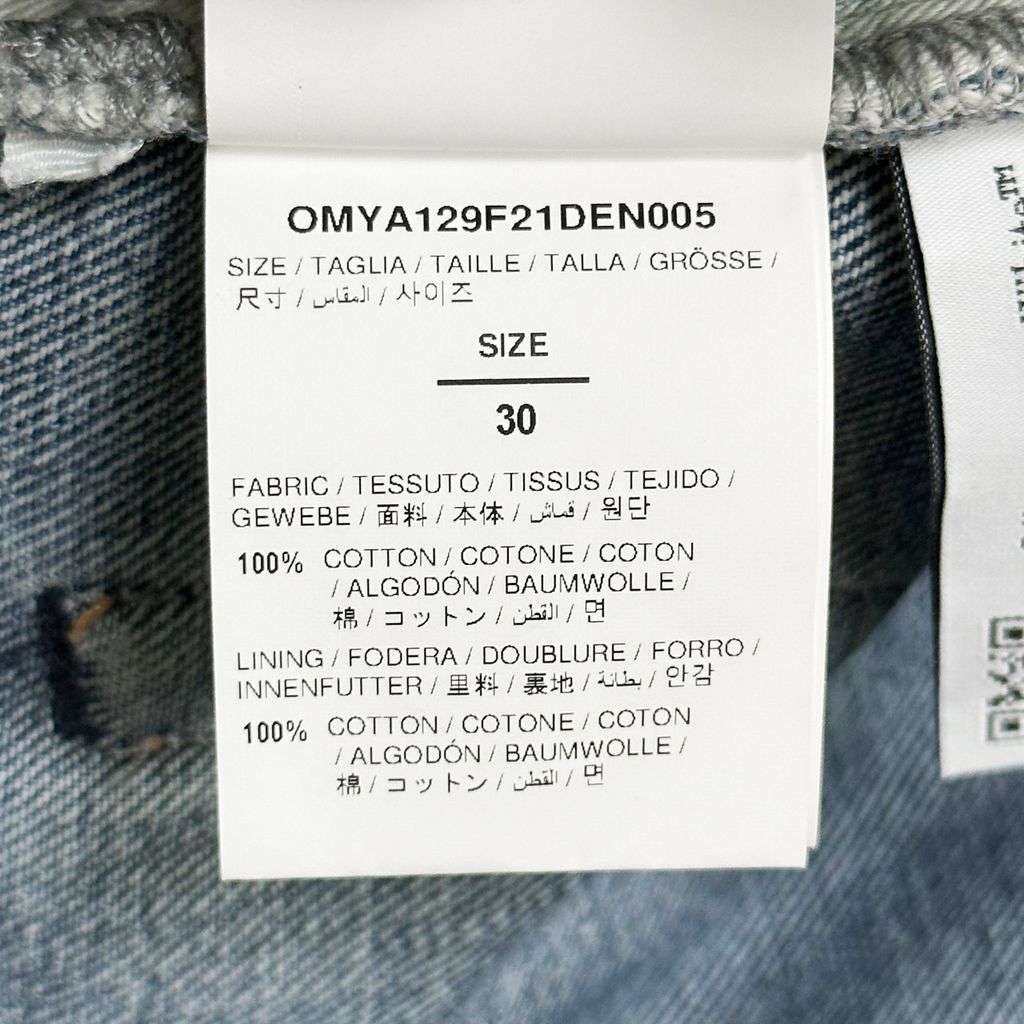 OMYA129F21DEN005
SIZE / TAGLIA / TAILLE / TALLA / GRÖSSE /
尺寸 / المقاس / 사이즈
SIZE
30
FABRIC / TESSUTO / TISSUS / TEJIDO /
GEWEBE / 面料 / 本体 / قماش / 원단
100% COTTON / COTONE / COTON
/ ALGODÓN / BAUMWOLLE /
棉 / コットン / القطن / 면
LINING / FODERA / DOUBLURE / FORRO /
INNENFUTTER / 里料 / 裏地 / بطانة / 안감
100% COTTON / COTONE / COTON
/ ALGODÓN / BAUMWOLLE /
棉 / コットン / القطن / 면